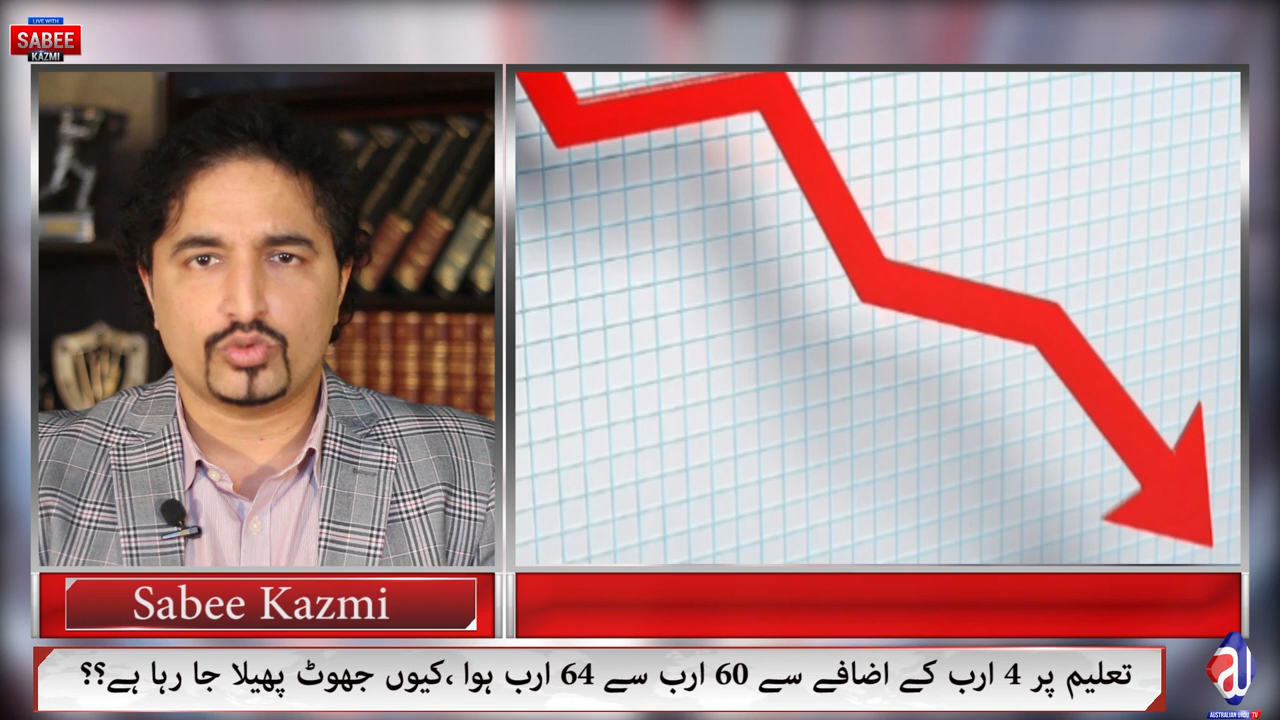 LIVE WITH
SABEE
KAZMI
Sabee Kazmi
تعلیم پر 4 ارب کے اضافے سے 60 ارب سے 64 ارب ہوا ،کیوں جھوٹ پھیلا جا رہا ہے؟؟
AUSTRALIAN URDU TV